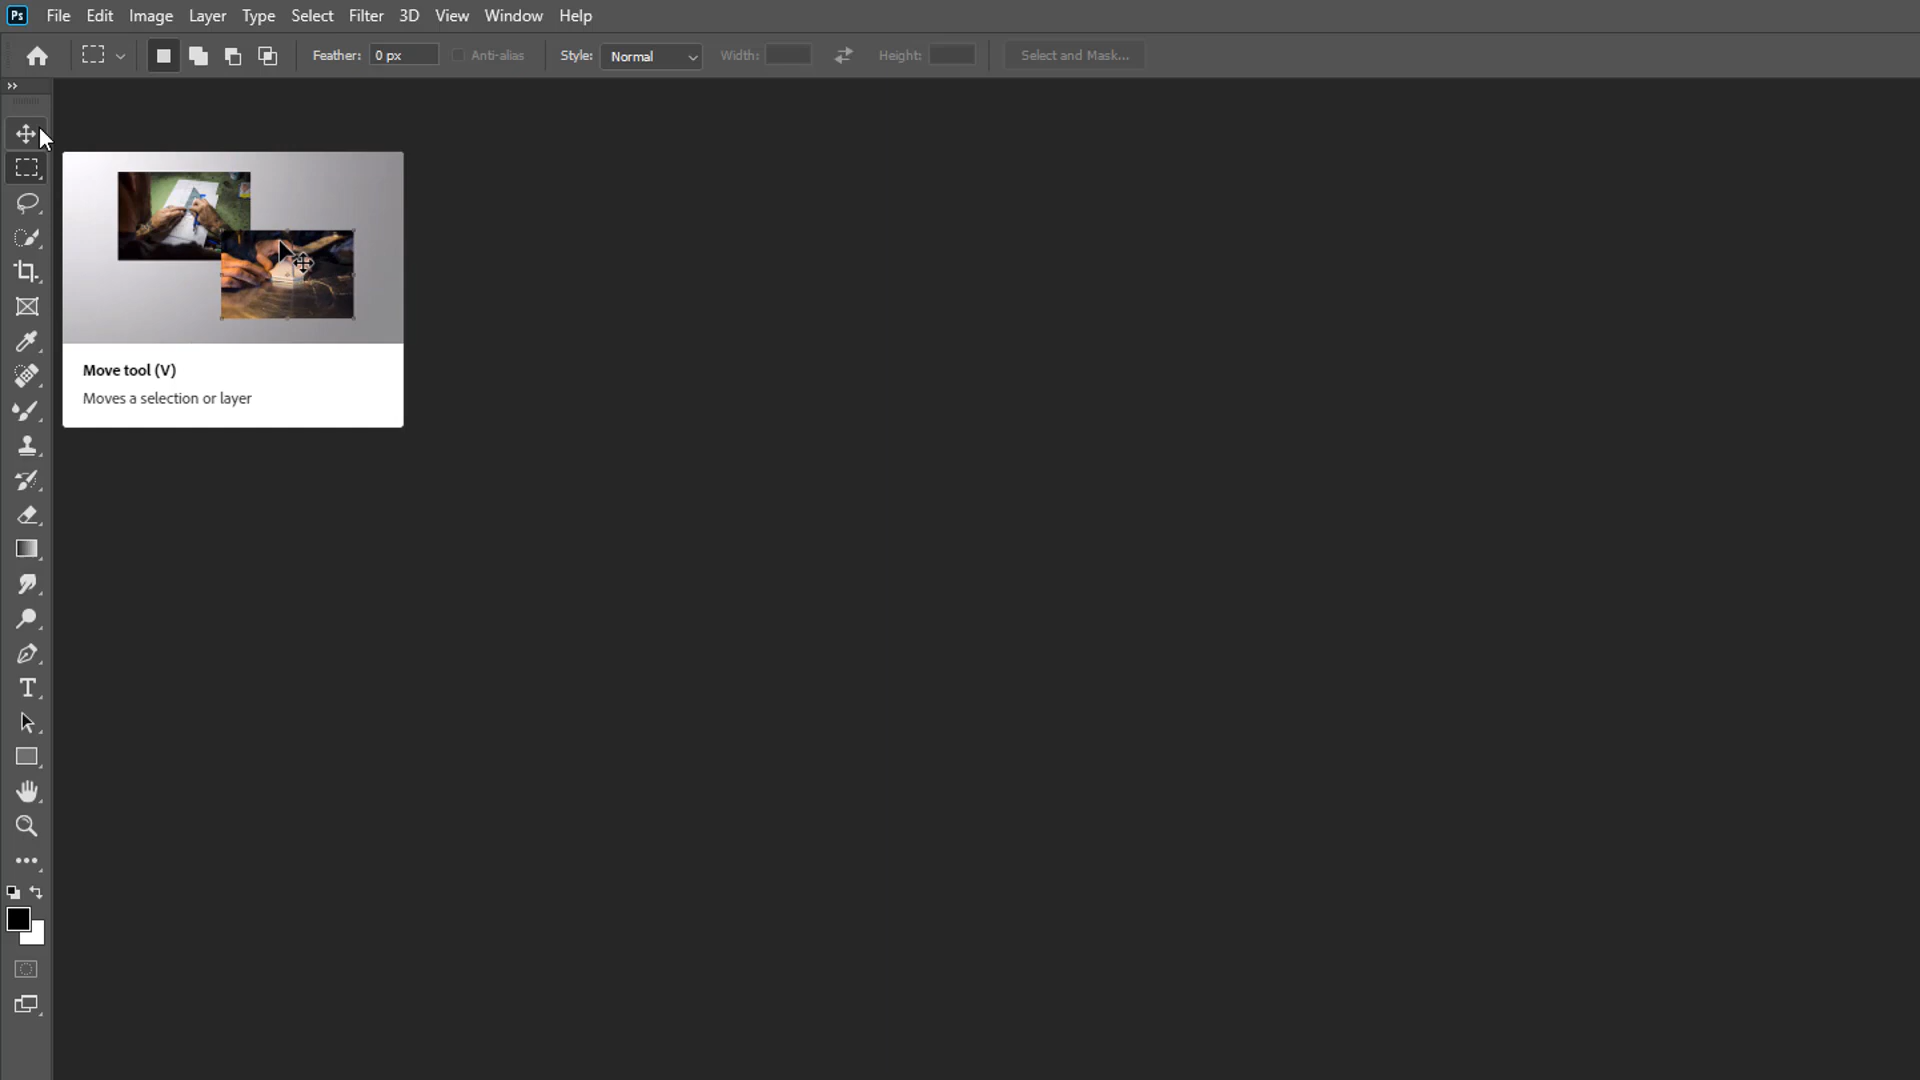 Ps File Edit Image Layer Type Select Filter 3D View Window Help
Feather: 0 px Anti-alias Style: Normal Width: Height: Select and Mask...
Move tool (V)
Moves a selection or layer
T